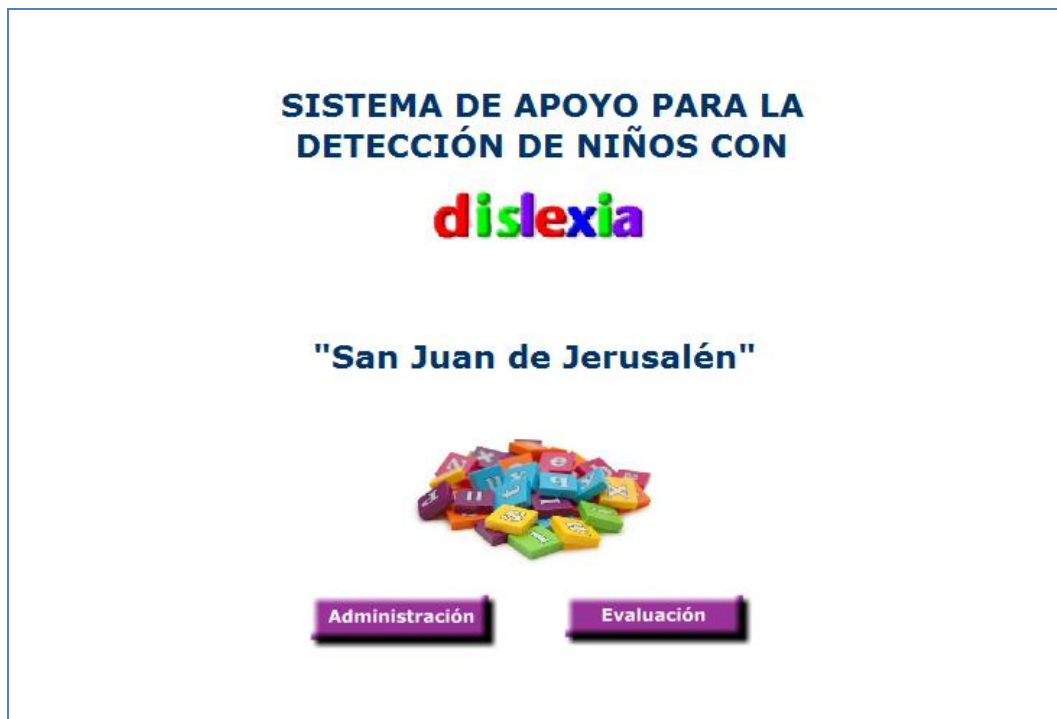 SISTEMA DE APOYO PARA LA
DETECCIÓN DE NIÑOS CON
dislexia
"San Juan de Jerusalén"
Administración
Evaluación